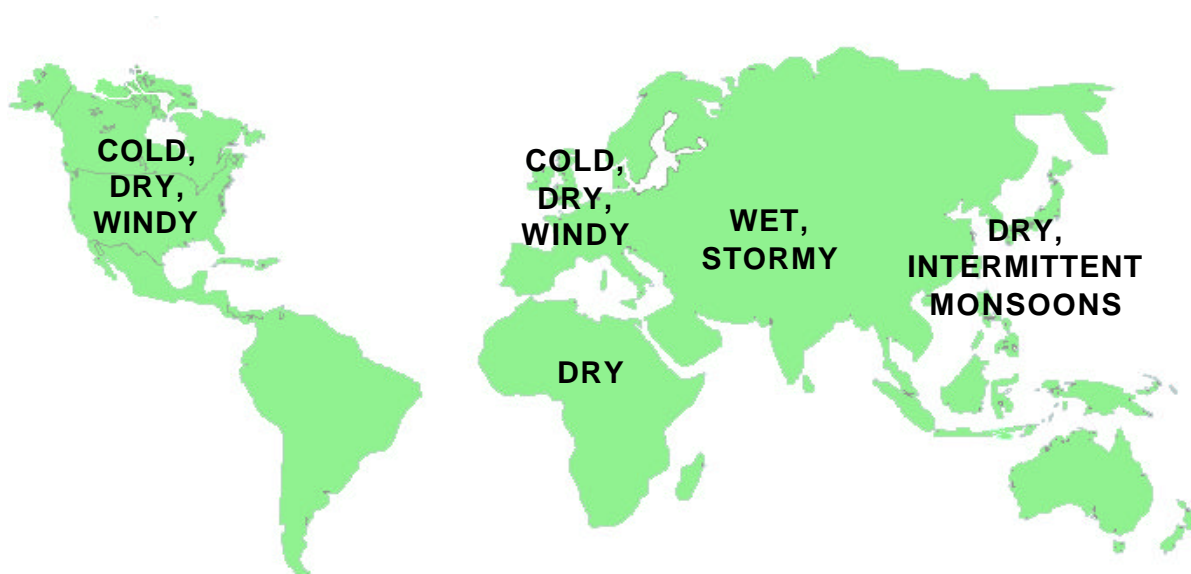 COLD,
DRY,
WINDY
COLD,
DRY,
WINDY
WET,
STORMY
DRY,
INTERMITTENT
MONSOONS
DRY